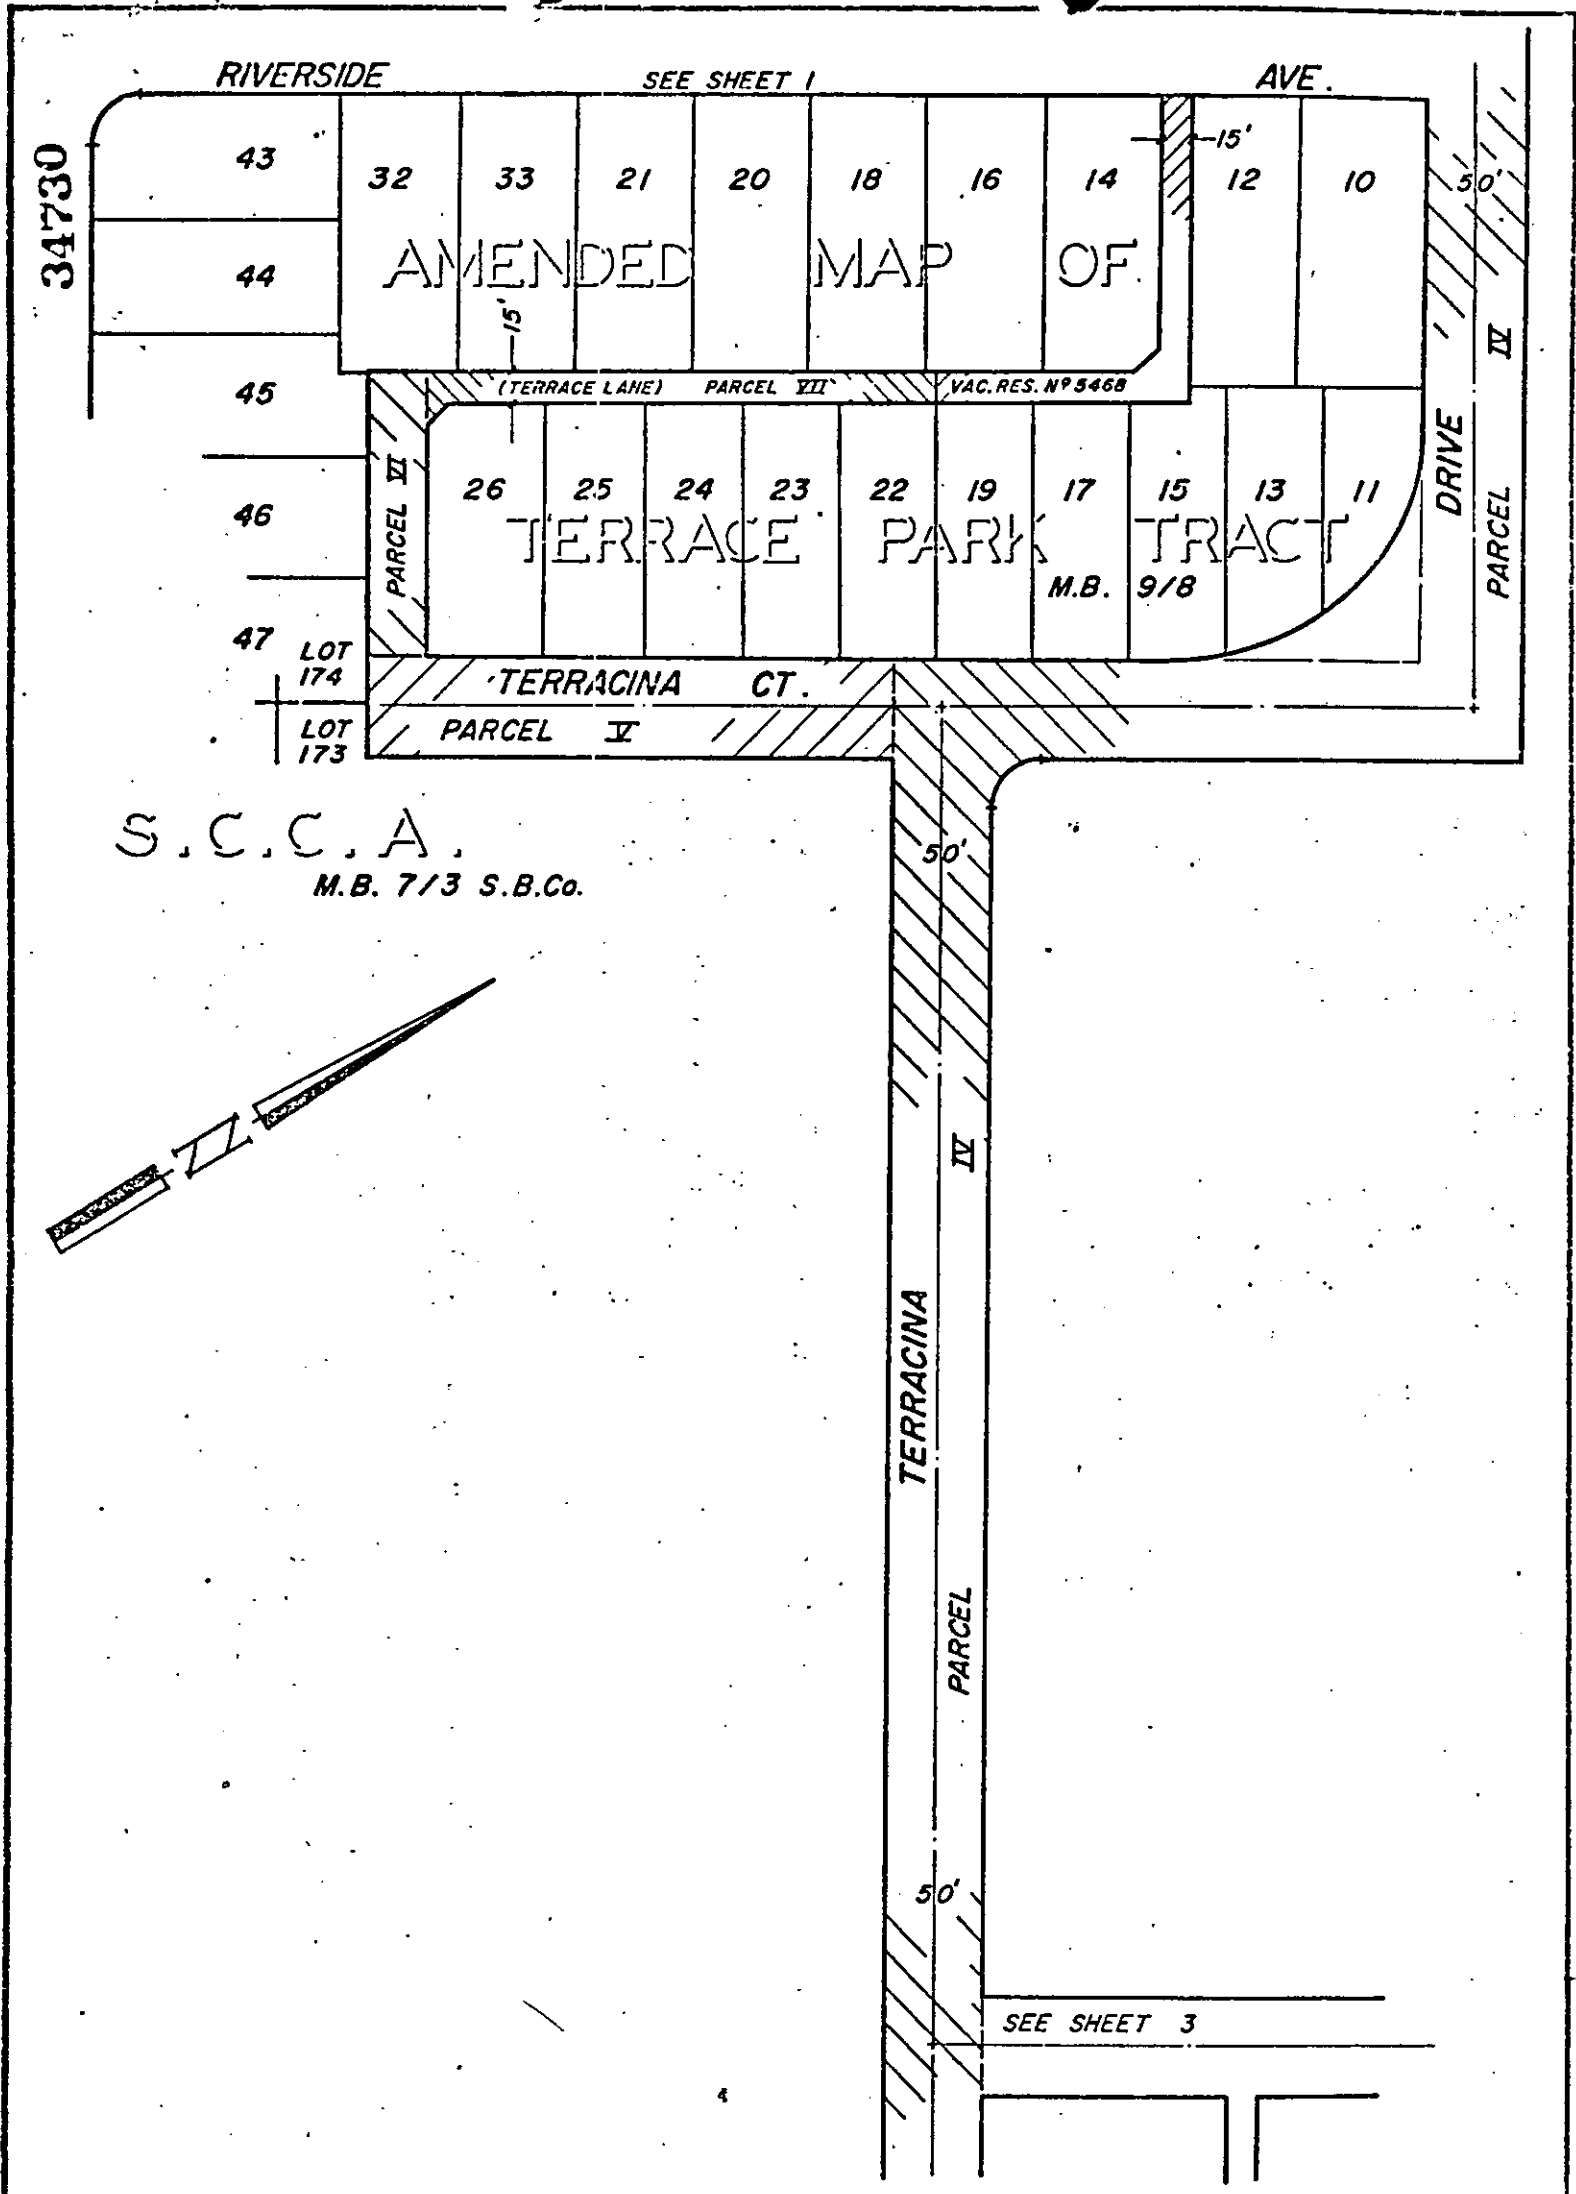 RIVERSIDE SEE SHEET 1 AVE.
34730
43 32 33 21 20 18 16 14 15' 12 10 50'
44
AMENDED MAP OF
15'
(TERRACE LANE) PARCEL VII VAC. RES. Nº 5468
IV
45
PARCEL VI
DRIVE
PARCEL
46 26 25 24 23 22 19 17 15 13 11
TERRACE PARK TRACT
M.B. 9/8
47
LOT
174
TERRACINA CT.
LOT
173
PARCEL V
S.C.C.A.
M.B. 7/3 S.B.Co.
50'
N
IV
TERRACINA
PARCEL
50'
SEE SHEET 3